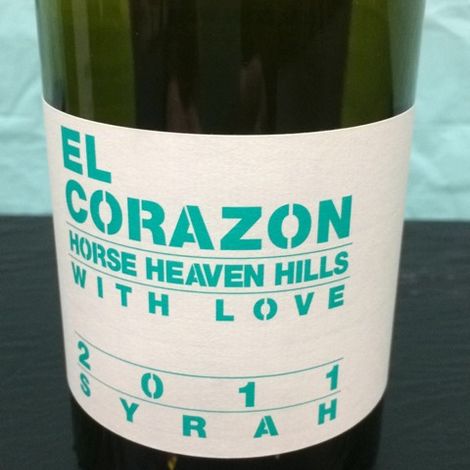 EL
CORAZON
HORSE HEAVEN HILLS
WITH LOVE
2011
SYRAH